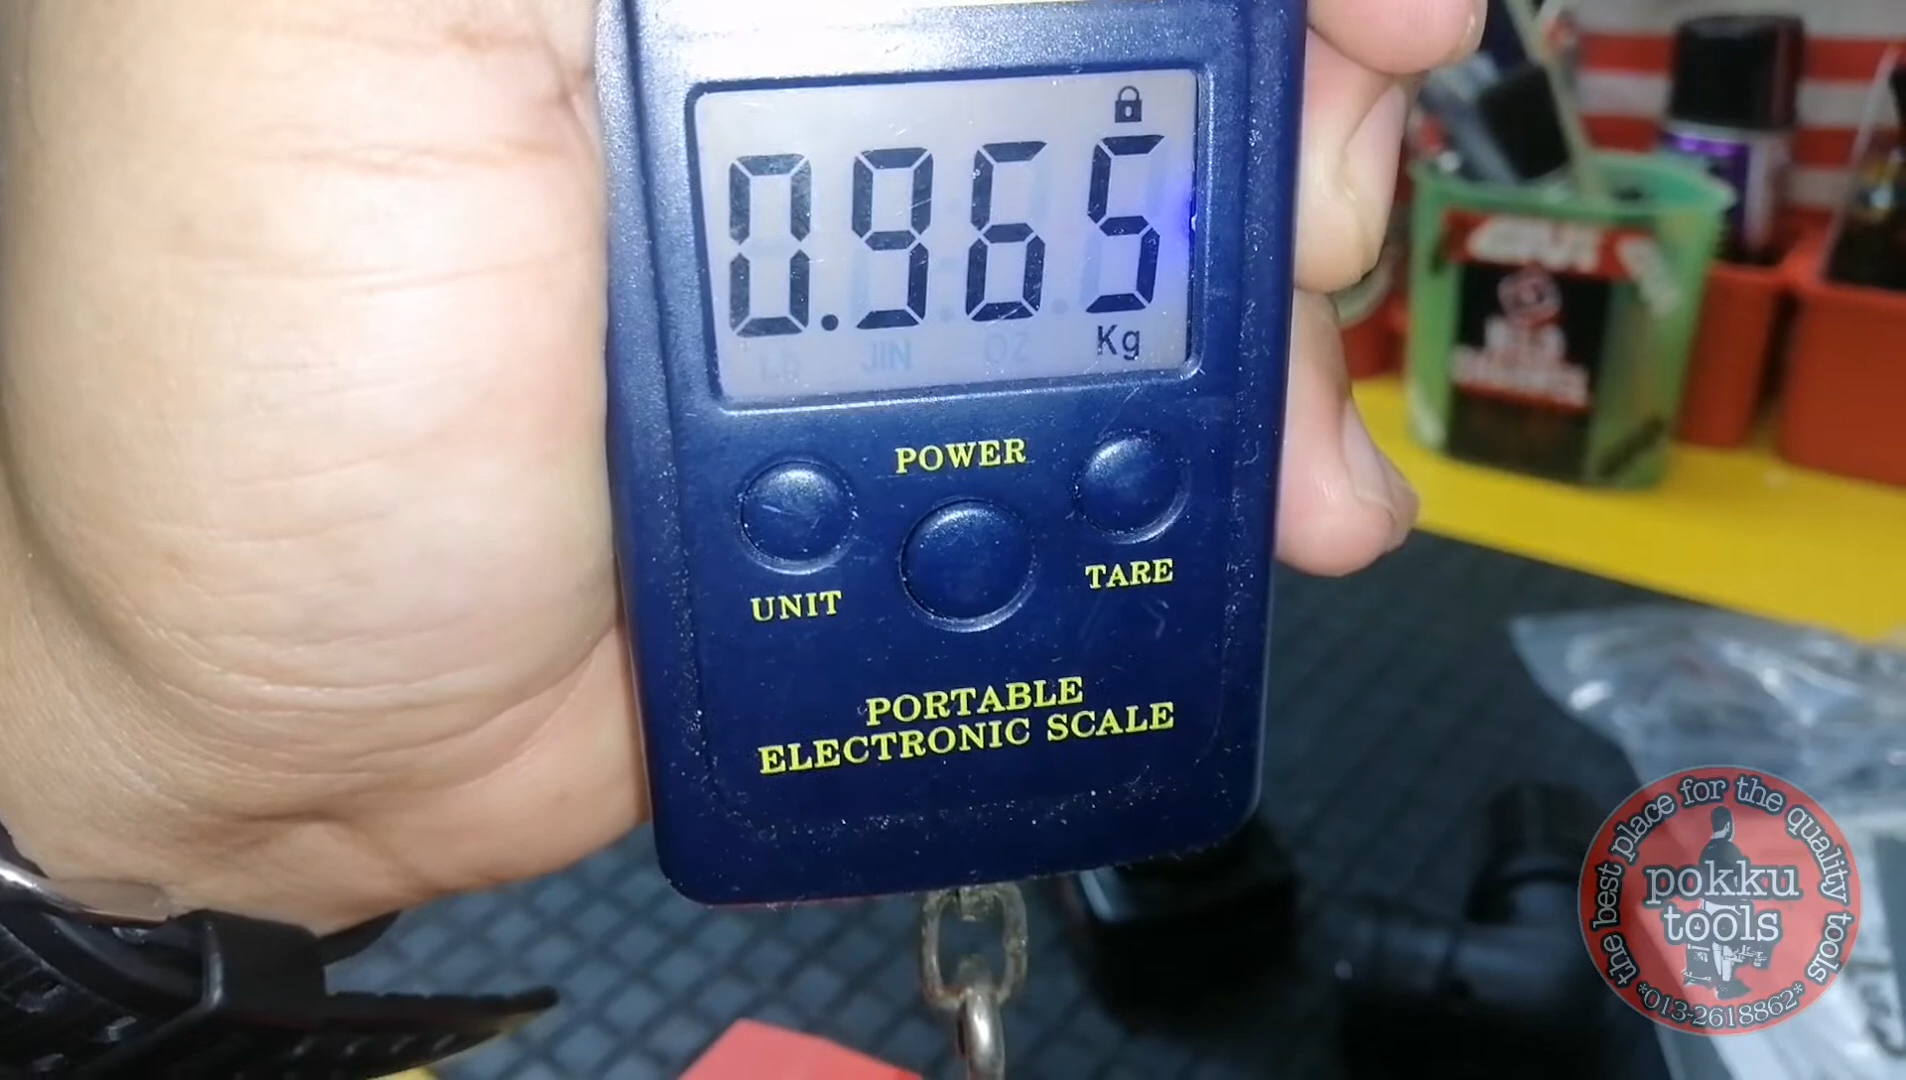 0.965
Lb JIN OZ Kg
POWER
UNIT
TARE
PORTABLE
ELECTRONIC SCALE
the best place for the quality tools
pokku
tools
*013-2618862*